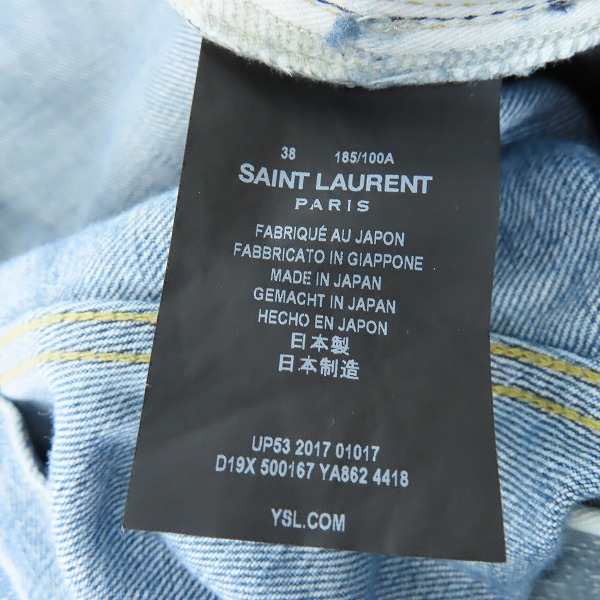 38 185/100A
SAINT LAURENT
PARIS
FABRIQUÉ AU JAPON
FABBRICATO IN GIAPPONE
MADE IN JAPAN
GEMACHT IN JAPAN
HECHO EN JAPON
日本製
日本制造
UP53 2017 01017
D19X 500167 YA862 4418
YSL.COM